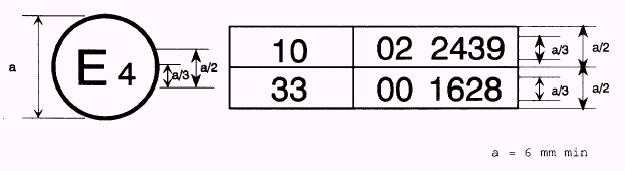 a E 4 a/3 a/2
10 02 2439 a/3 a/2
33 00 1628 a/3 a/2
a = 6 mm min